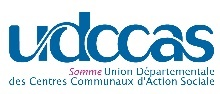 udccas
Somme Union Départementale
des Centres Communaux d'Action Sociale